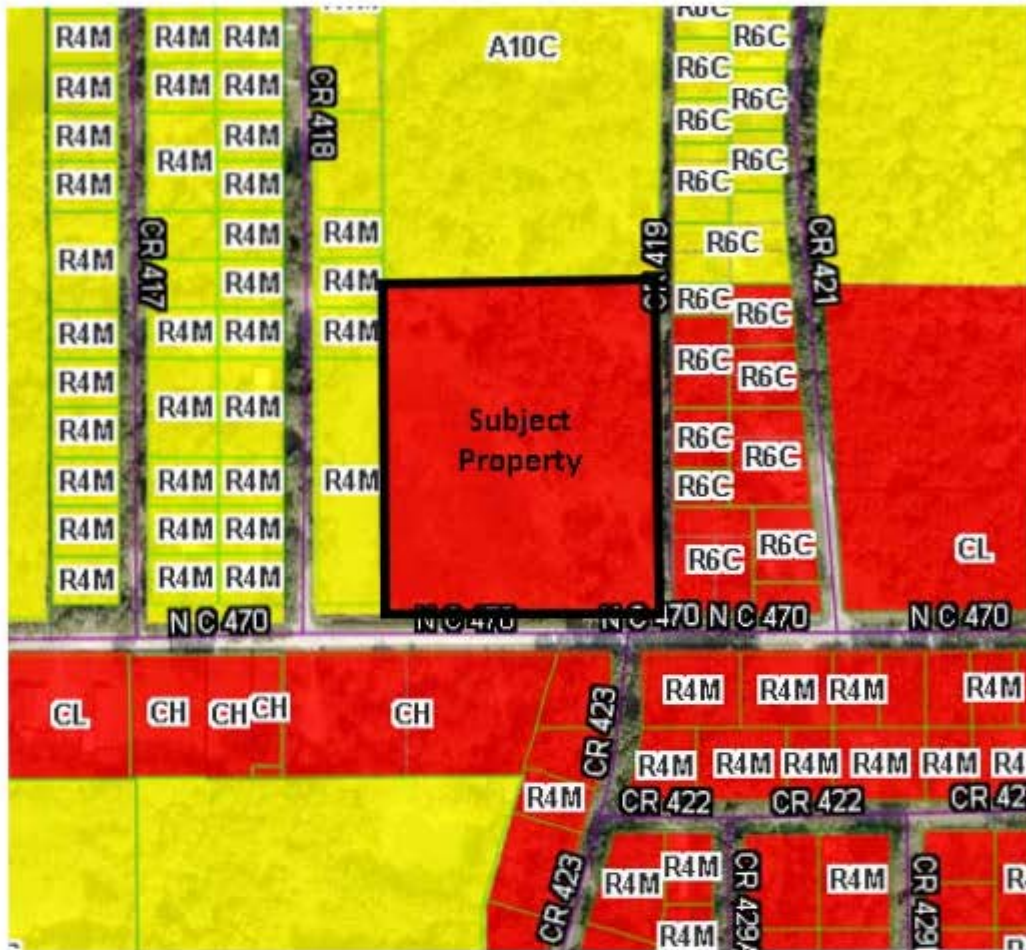 R6C
R4M R4M R4M A10C R6C
R4M R4M R4M CR 418 R6C
R6C
R4M R4M R6C
R4M R6C
R4M R4M R6C
R4M R4M R6C
CR 417 CR 419 CR 421
R4M R4M
R4M R4M
R6C
R4M R4M R4M R4M R6C
R4M R6C
R4M R4M R6C
Subject
Property
R4M R6C
R6C
R4M R4M R4M R4M R6C
R4M R4M R4M R6C R6C CL
R4M R4M R4M
N C 470 N C 470 N C 470 N C 470 N C 470
CL CH CH CH CH R4M R4M R4M R4M
CR 423
R4M R4M R4M R4M R4M
R4M CR 422 CR 422
R4M R4M R4M
CR 423 CR 429
R4M